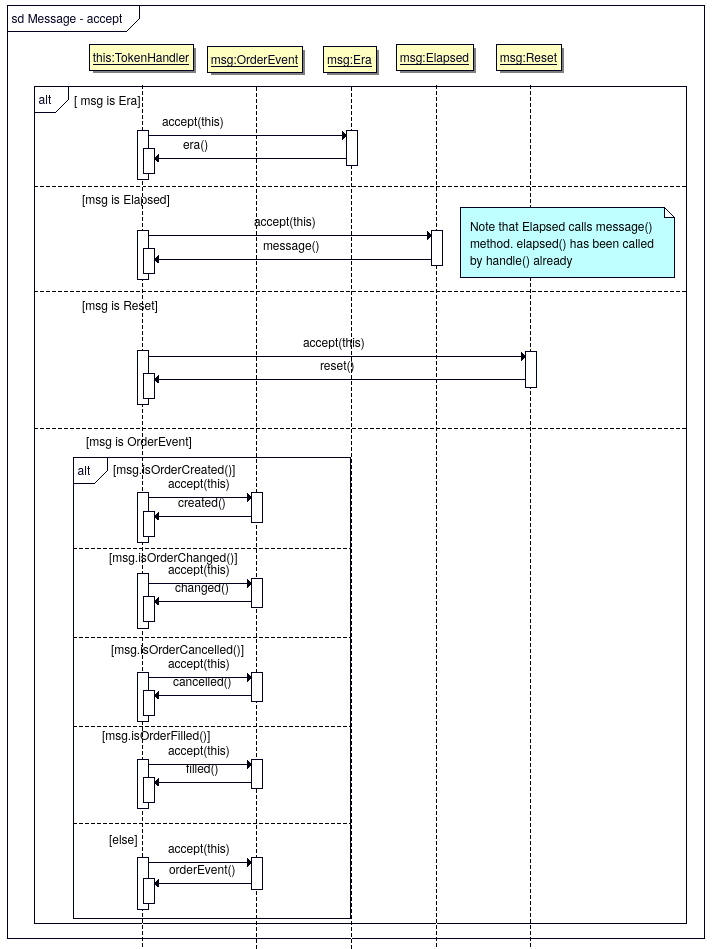 sd Message - accept
this:TokenHandler
msg:OrderEvent
msg:Era
msg:Elapsed
msg:Reset
alt
[ msg is Era]
accept(this)
era()
[msg is Elapsed]
accept(this)
message()
Note that Elapsed calls message()
method. elapsed() has been called
by handle() already
[msg is Reset]
accept(this)
reset()
[msg is OrderEvent]
alt
[msg.isOrderCreated()]
accept(this)
created()
[msg.isOrderChanged()]
accept(this)
changed()
[msg.isOrderCancelled()]
accept(this)
cancelled()
[msg.isOrderFilled()]
accept(this)
filled()
[else]
accept(this)
orderEvent()